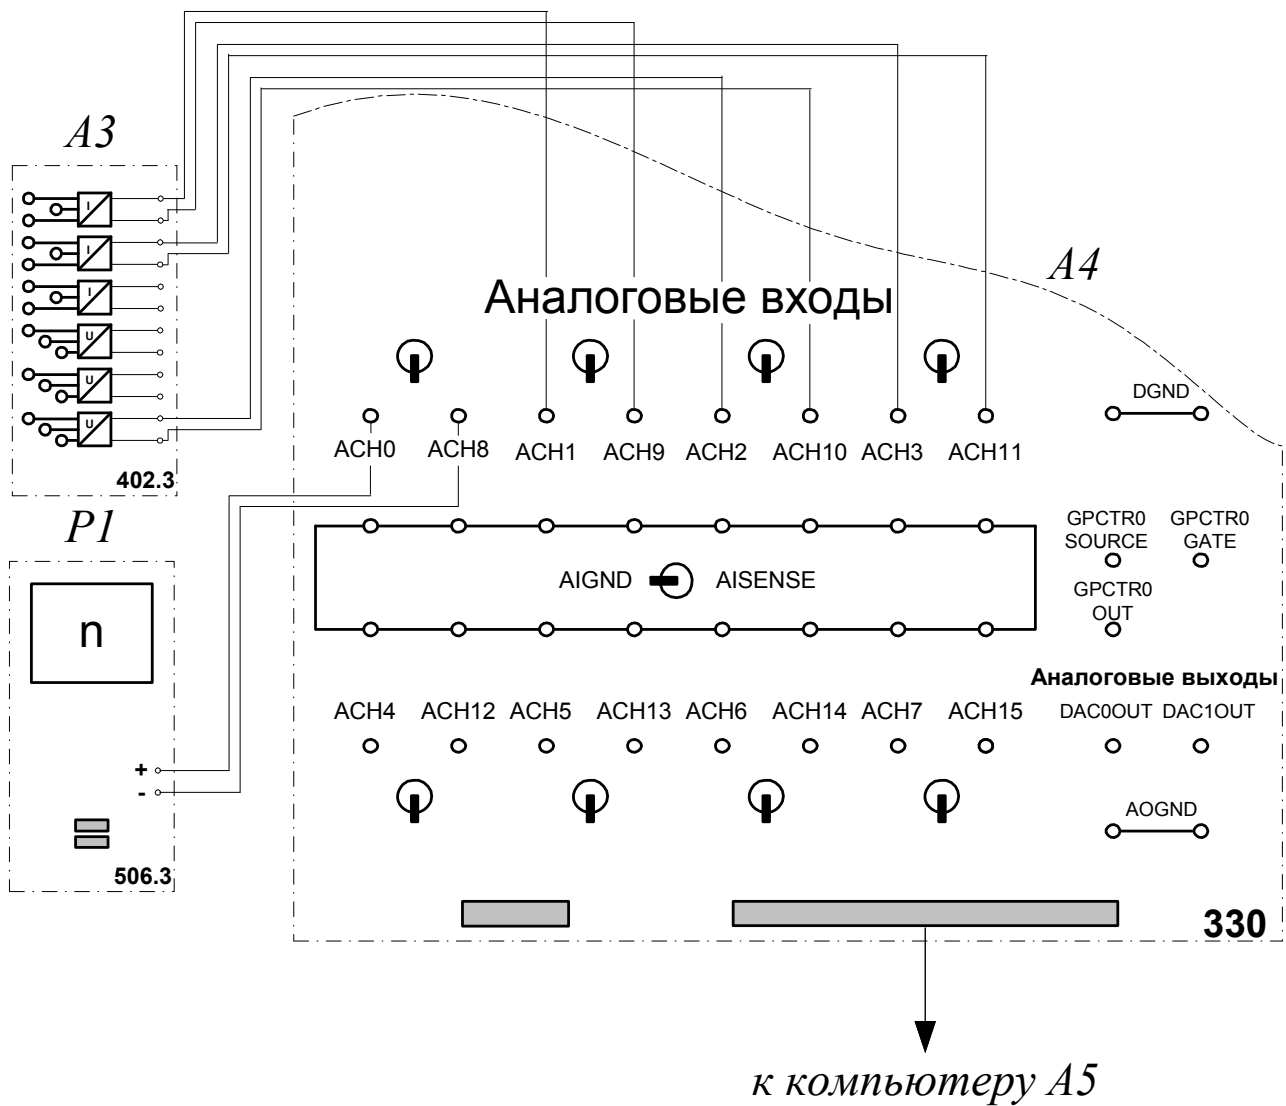 A3
I
I
I
U
U
U
402.3
P1
n
+
-
506.3
A4
Аналоговые входы
ACH0 ACH8 ACH1 ACH9 ACH2 ACH10 ACH3 ACH11
DGND
AIGND AISENSE
GPCTR0 SOURCE
GPCTR0 GATE
GPCTR0 OUT
Аналоговые выходы
ACH4 ACH12 ACH5 ACH13 ACH6 ACH14 ACH7 ACH15
DAC0OUT DAC1OUT
AOGND
330
к компьютеру A5